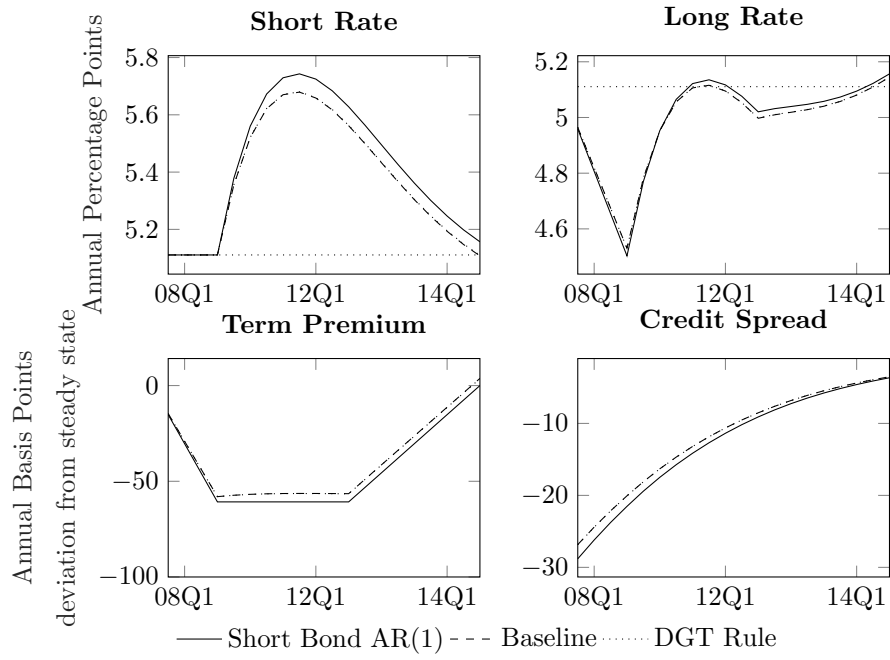 Short Rate
Long Rate
Annual Percentage Points
5.8
5.6
5.4
5.2
08Q1 12Q1 14Q1
5.2
5
4.8
4.6
08Q1 12Q1 14Q1
Term Premium
Credit Spread
Annual Basis Points
deviation from steady state
0
−50
−100
08Q1 12Q1 14Q1
−10
−20
−30
08Q1 12Q1 14Q1
Short Bond AR(1) Baseline DGT Rule